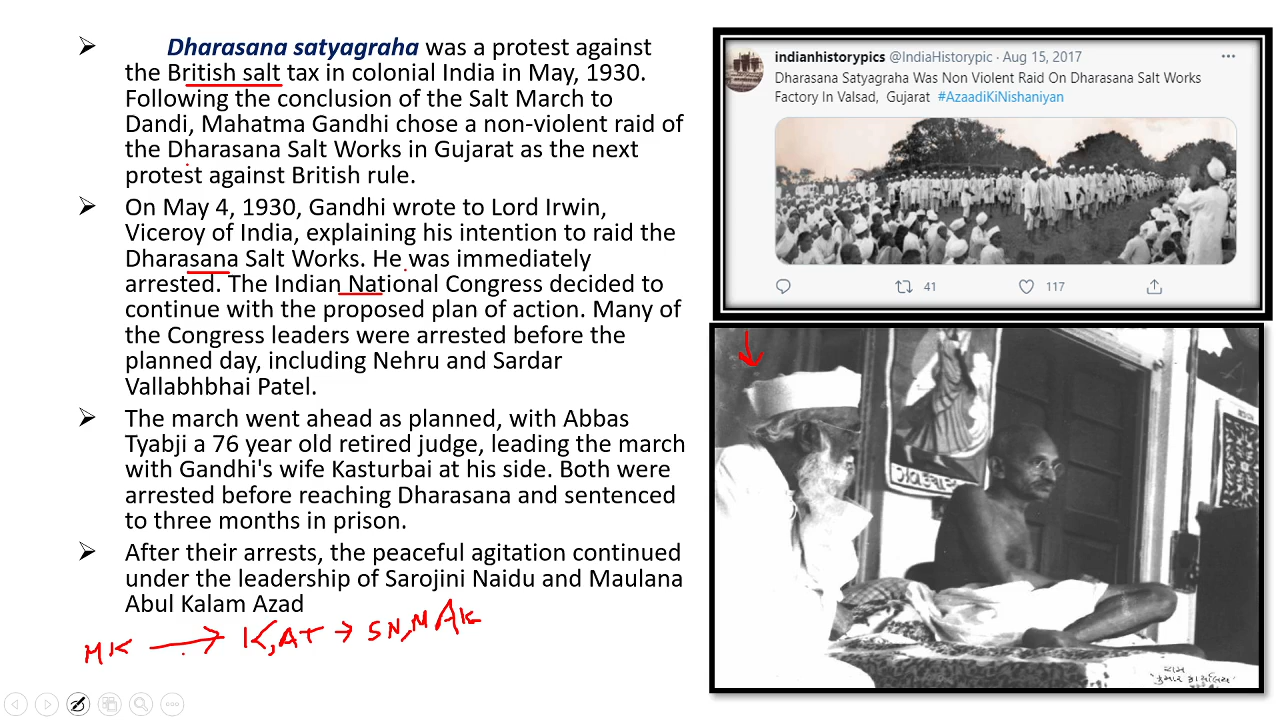 Dharasana satyagraha was a protest against
the British salt tax in colonial India in May, 1930.
Following the conclusion of the Salt March to
Dandi, Mahatma Gandhi chose a non-violent raid of
the Dharasana Salt Works in Gujarat as the next
protest against British rule.
On May 4, 1930, Gandhi wrote to Lord Irwin,
Viceroy of India, explaining his intention to raid the
Dharasana Salt Works. He was immediately
arrested. The Indian National Congress decided to
continue with the proposed plan of action. Many of
the Congress leaders were arrested before the
planned day, including Nehru and Sardar
Vallabhbhai Patel.
The march went ahead as planned, with Abbas
Tyabji a 76 year old retired judge, leading the march
with Gandhi's wife Kasturbai at his side. Both were
arrested before reaching Dharasana and sentenced
to three months in prison.
After their arrests, the peaceful agitation continued
under the leadership of Sarojini Naidu and Maulana
Abul Kalam Azad
MK → K, AT → SN, MAK
indianhistorypics @IndiaHistorypic · Aug 15, 2017
Dharasana Satyagraha Was Non Violent Raid On Dharasana Salt Works
Factory In Valsad, Gujarat #AzaadiKiNishaniyan
41 117